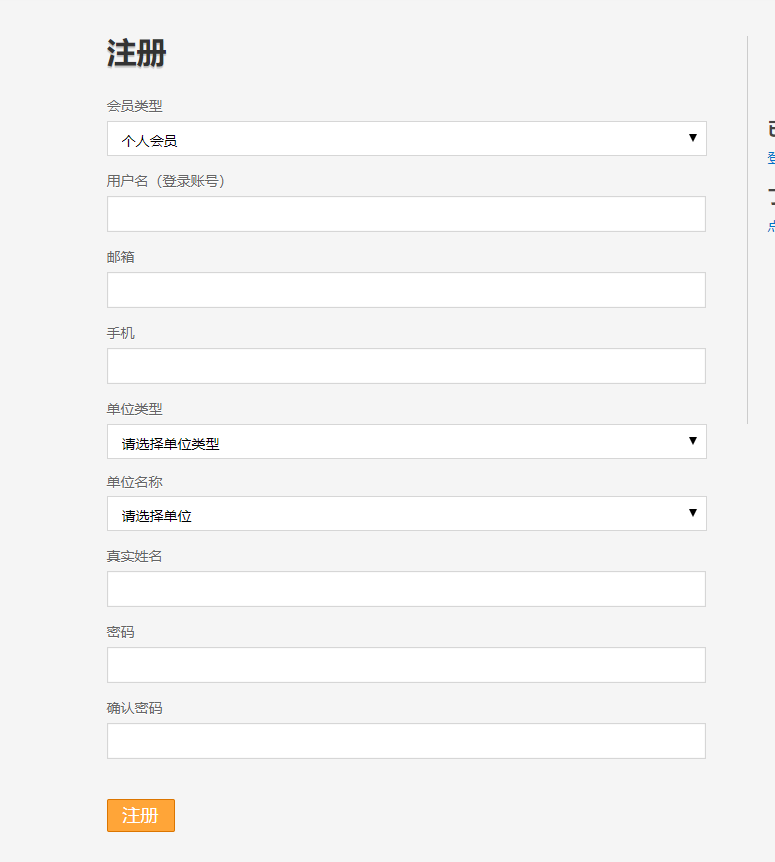 注册
会员类型
个人会员
用户名（登录账号）
邮箱
手机
单位类型
请选择单位类型
单位名称
请选择单位
真实姓名
密码
确认密码
注册